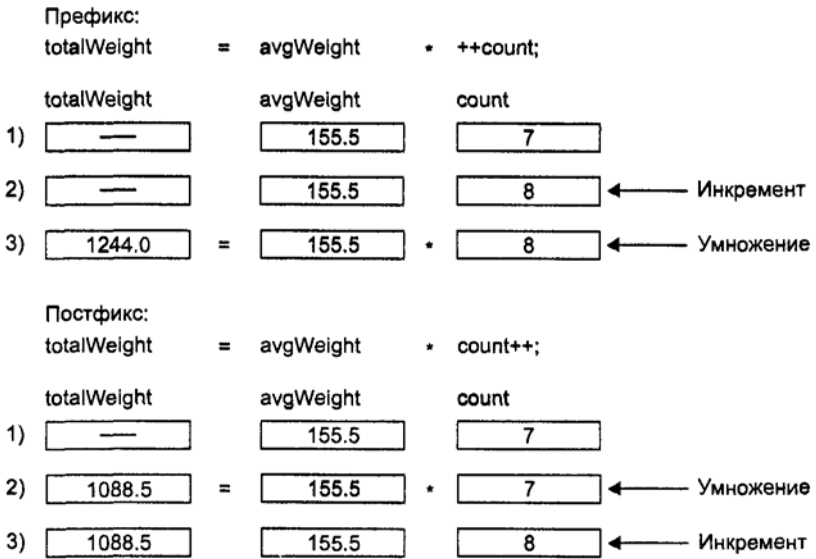 Префикс:
totalWeight = avgWeight * ++count;
totalWeight avgWeight count
1) — 155.5 7
2) — 155.5 8 Инкремент
3) 1244.0 = 155.5 * 8 Умножение
Постфикс:
totalWeight = avgWeight * count++;
totalWeight avgWeight count
1) — 155.5 7
2) 1088.5 = 155.5 * 7 Умножение
3) 1088.5 155.5 8 Инкремент